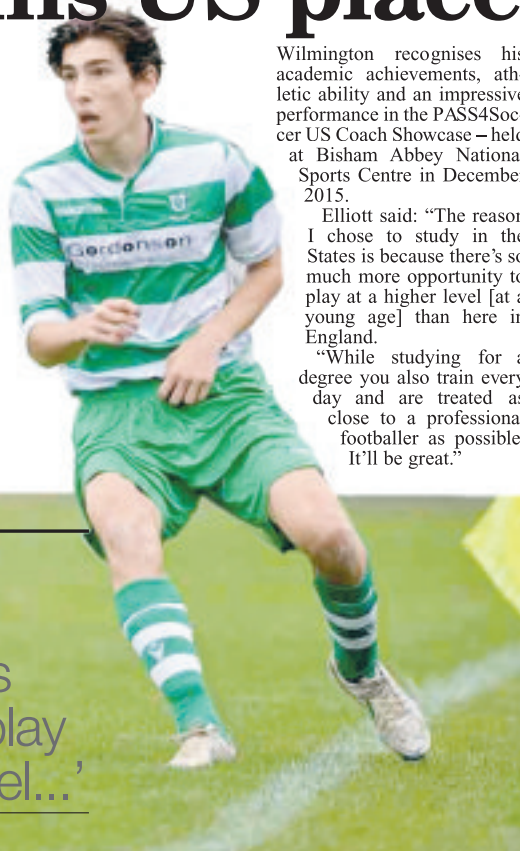 US place
Wilmington recognises his
academic achievements, ath-
letic ability and an impressive
performance in the PASS4Soc-
cer US Coach Showcase – held
at Bisham Abbey National
Sports Centre in December
2015.
Elliott said: “The reason
I chose to study in the
States is because there’s so
much more opportunity to
play at a higher level [at a
young age] than here in
England.
“While studying for a
degree you also train every
day and are treated as
close to a professional
footballer as possible.
It’ll be great.”
Gordonson
play
...’